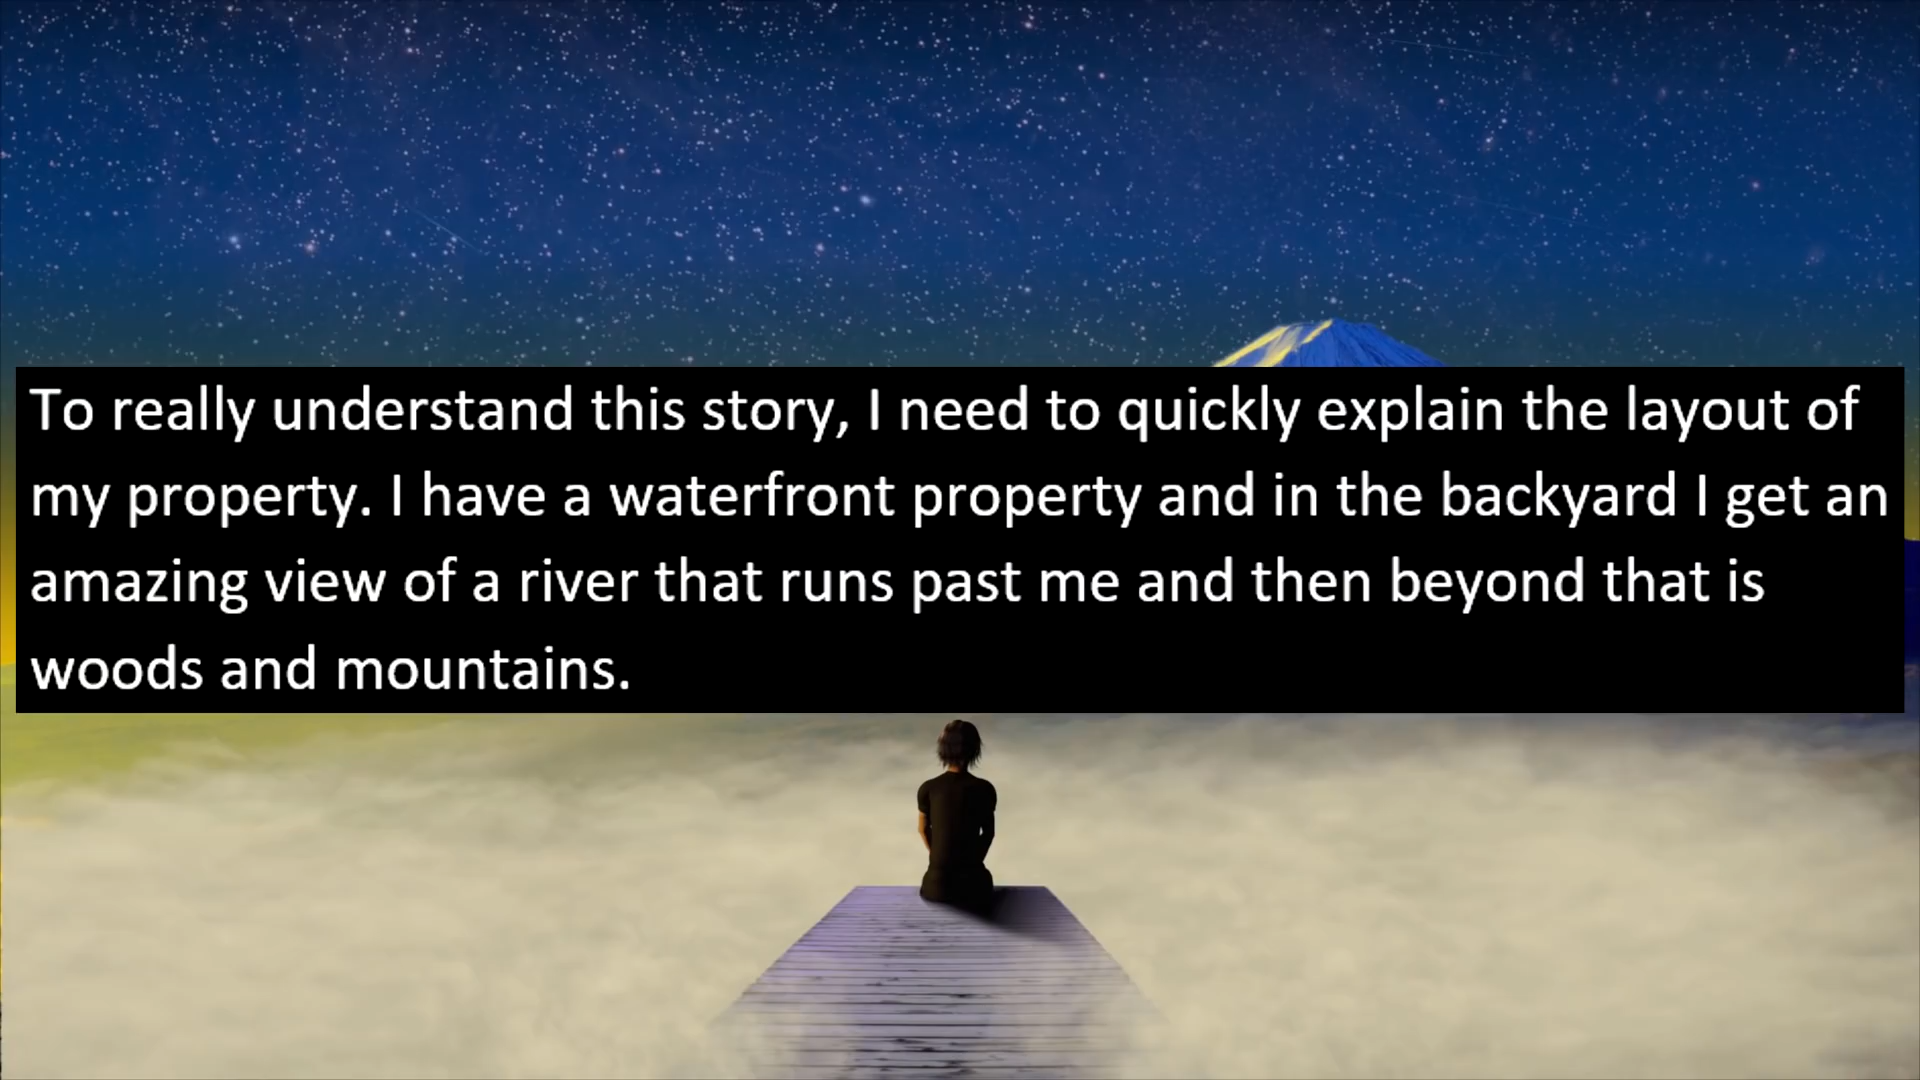 To really understand this story, I need to quickly explain the layout of
my property. I have a waterfront property and in the backyard I get an
amazing view of a river that runs past me and then beyond that is
woods and mountains.